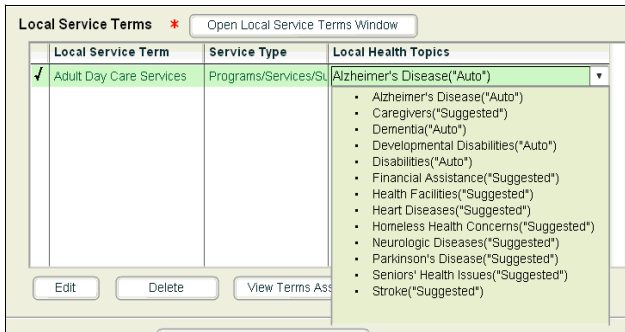 Local Service Terms * Open Local Service Terms Window
Local Service Term Service Type Local Health Topics
√ Adult Day Care Services Programs/Services/Su Alzheimer's Disease("Auto")
Alzheimer's Disease("Auto")
Caregivers("Suggested")
Dementia("Auto")
Developmental Disabilities("Auto")
Disabilities("Auto")
Financial Assistance("Suggested")
Health Facilities("Suggested")
Heart Diseases("Suggested")
Homeless Health Concerns("Suggested")
Neurologic Diseases("Suggested")
Parkinson's Disease("Suggested")
Seniors' Health Issues("Suggested")
Stroke("Suggested")
Edit Delete View Terms Ass